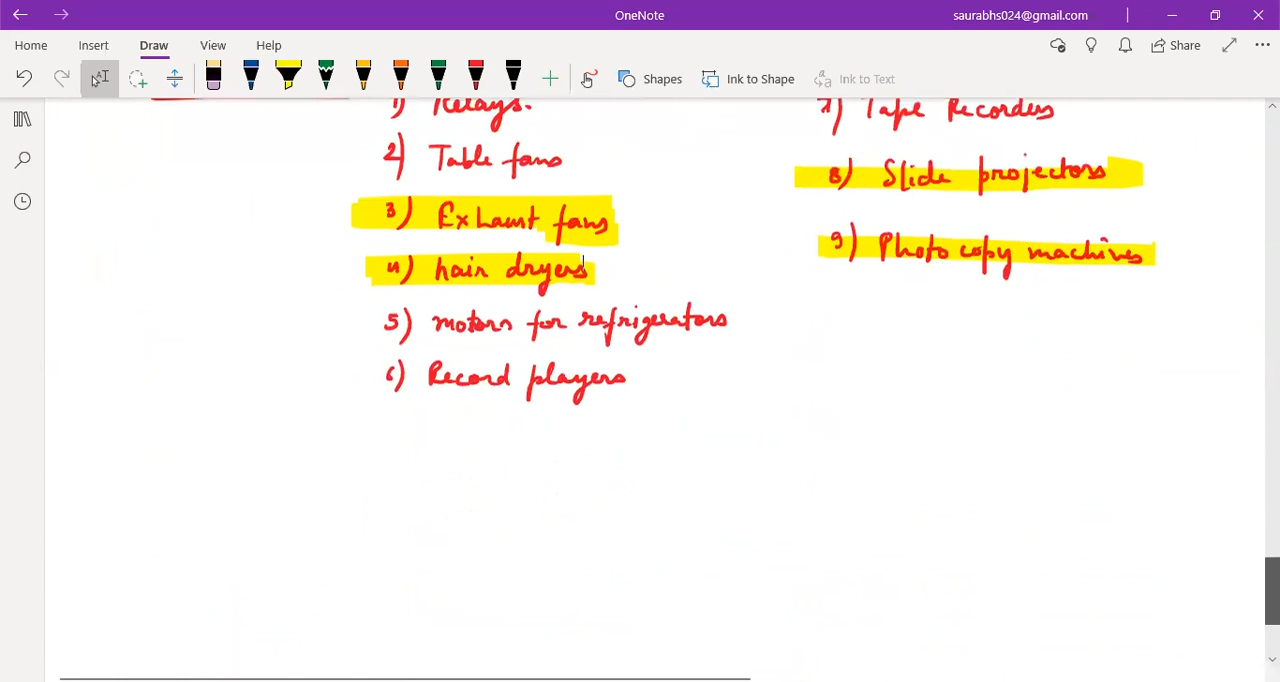 OneNote
saurabhs024@gmail.com
Home
Insert
Draw
View
Help
Share
Shapes
Ink to Shape
Ink to Text
1) Relays.
2) Table fans
3) Exhaust fans
4) hair dryers
5) motors for refrigerators
6) Record players
7) Tape Recorders
8) Slide projectors
9) Photo copy machines